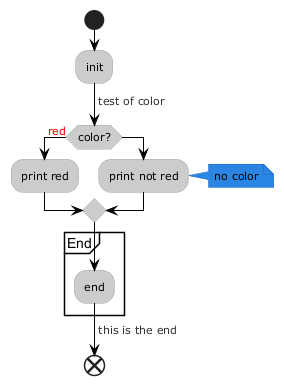 init
test of color
red
color?
print red
print not red
no color
End
end
this is the end